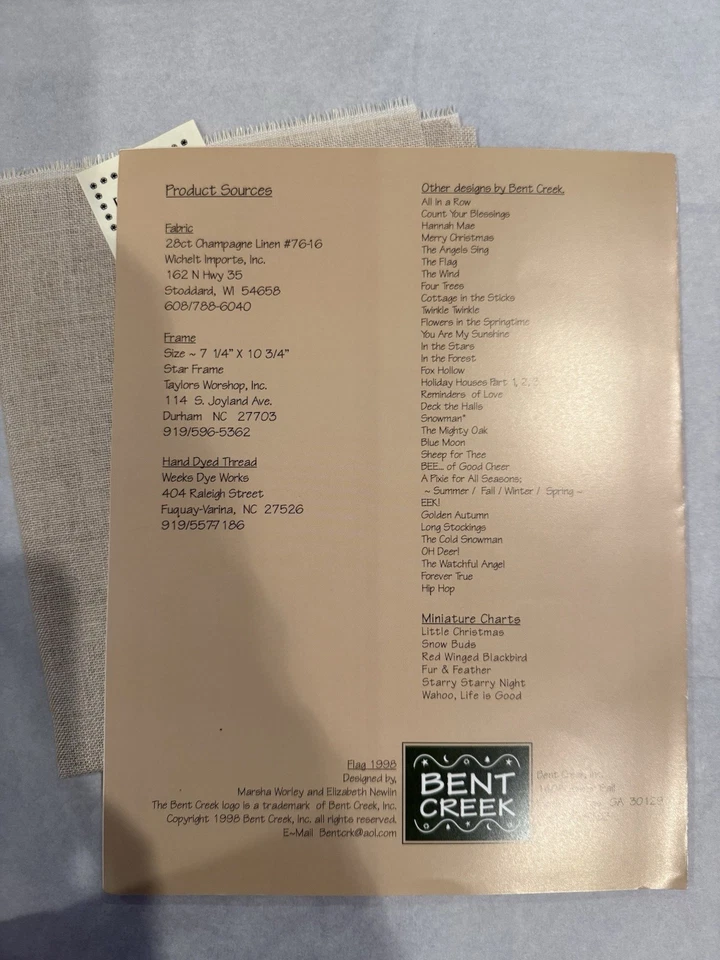 Product Sources
Fabric
28ct Champagne Linen #76-16
Wichelt Imports, Inc.
162 N Hwy 35
Stoddard, WI 54658
608/788-6040
Frame
Size ~ 7 1/4" X 10 3/4"
Star Frame
Taylors Worshop, Inc.
114 S. Joyland Ave.
Durham NC 27703
919/596-5362
Hand Dyed Thread
Weeks Dye Works
404 Raleigh Street
Fuquay-Varina, NC 27526
919/557-7186
Other designs by Bent Creek.
All in a Row
Count Your Blessings
Hannah Mae
Merry Christmas
The Angels Sing
The Flag
The Wind
Four Trees
Cottage in the Sticks
Twinkle Twinkle
Flowers in the Springtime
You Are My Sunshine
In the Stars
In the Forest
Fox Hollow
Holiday Houses Part 1, 2,
Reminders of Love
Deck the Halls
Snowman"
The Mighty Oak
Blue Moon
Sheep for Thee
BEE... of Good Cheer
A Pixie for All Seasons;
~ Summer / Fall / Winter / Spring ~
EEK!
Golden Autumn
Long Stockings
The Cold Snowman
OH Deer!
The Watchful Angel
Forever True
Hip Hop
Miniature Charts
Little Christmas
Snow Buds
Red Winged Blackbird
Fur & Feather
Starry Starry Night
Wahoo, Life is Good
Flag 1998
Designed by,
Marsha Worley and Elizabeth Newlin
The Bent Creek logo is a trademark of Bent Creek, Inc.
Copyright 1998 Bent Creek, Inc. all rights reserved.
E~Mail Bentcrk@aol.com
BENT
CREEK
Bent Creek, Inc.
GA 30129